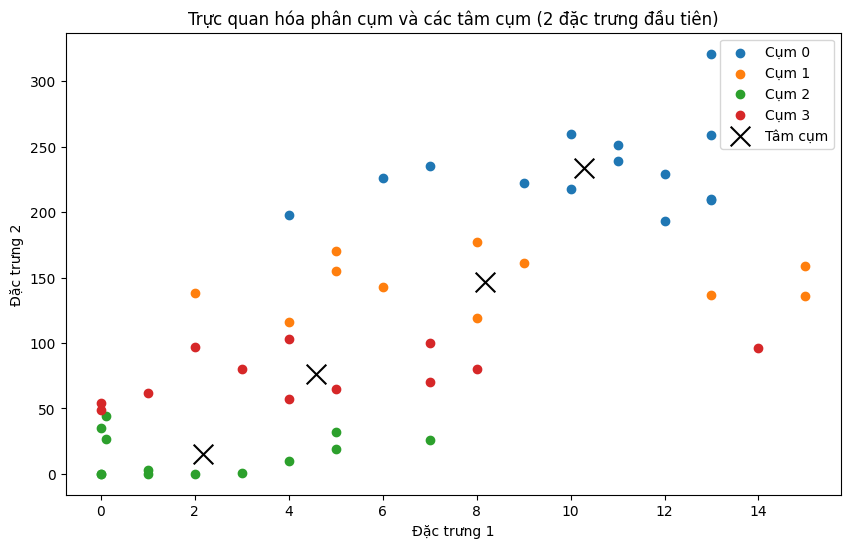 Trực quan hóa phân cụm và các tâm cụm (2 đặc trưng đầu tiên)
Cụm 0
Cụm 1
Cụm 2
Cụm 3
Tâm cụm
Đặc trưng 2
300
250
200
150
100
50
0
0 2 4 6 8 10 12 14
Đặc trưng 1